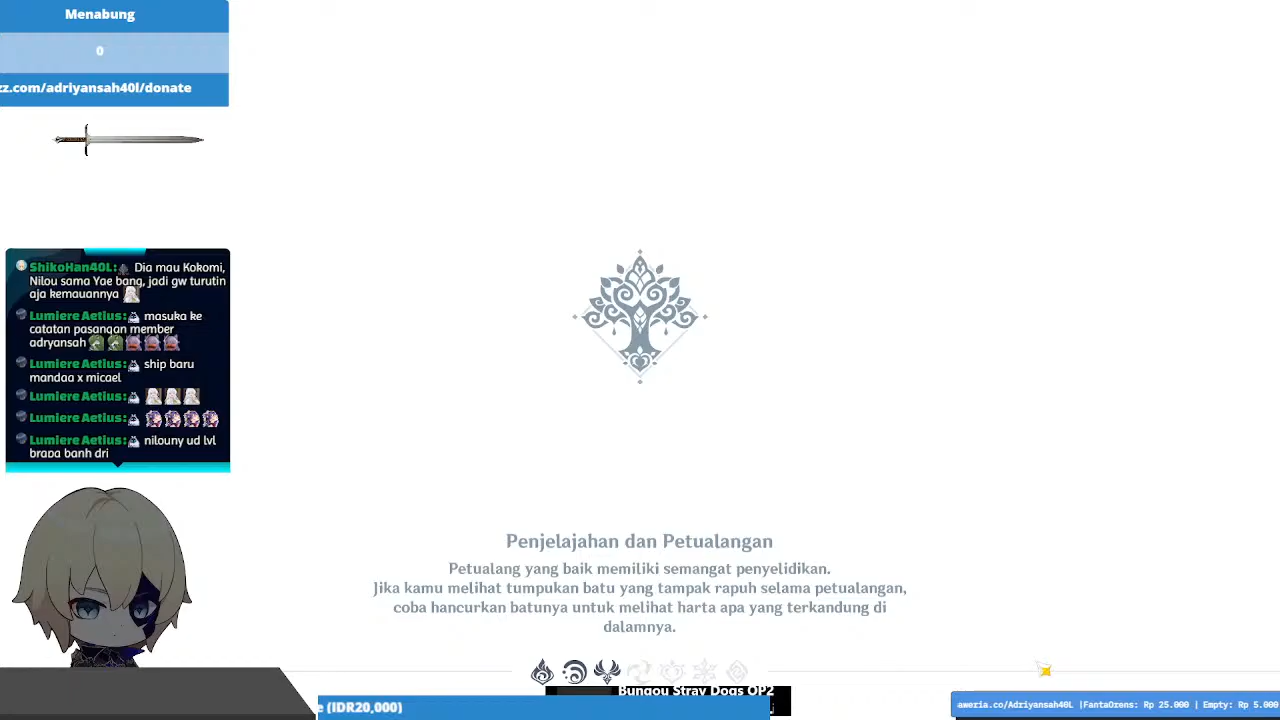 Menabung
0
zz.com/adriyansah40l/donate
ShikoHan40L: Dia mau Kokomi,
Nilou sama Yae bang, jadi gw turutin
aja kemauannya
Lumiere Aetius: masuka ke
catatan pasangan member
adryansah
Lumiere Aetius: ship baru
mandaa x micael
Lumiere Aetius:
Lumiere Aetius:
Lumiere Aetius: nilouny ud lvl
brapa banh dri
Penjelajahan dan Petualangan
Petualang yang baik memiliki semangat penyelidikan.
Jika kamu melihat tumpukan batu yang tampak rapuh selama petualangan,
coba hancurkan batunya untuk melihat harta apa yang terkandung di
dalamnya.
Bungou Stray Dogs OP2
e (IDR20,000)
aweria.co/Adriyansah40L |FantaOrens: Rp 25.000 | Empty: Rp 5.000